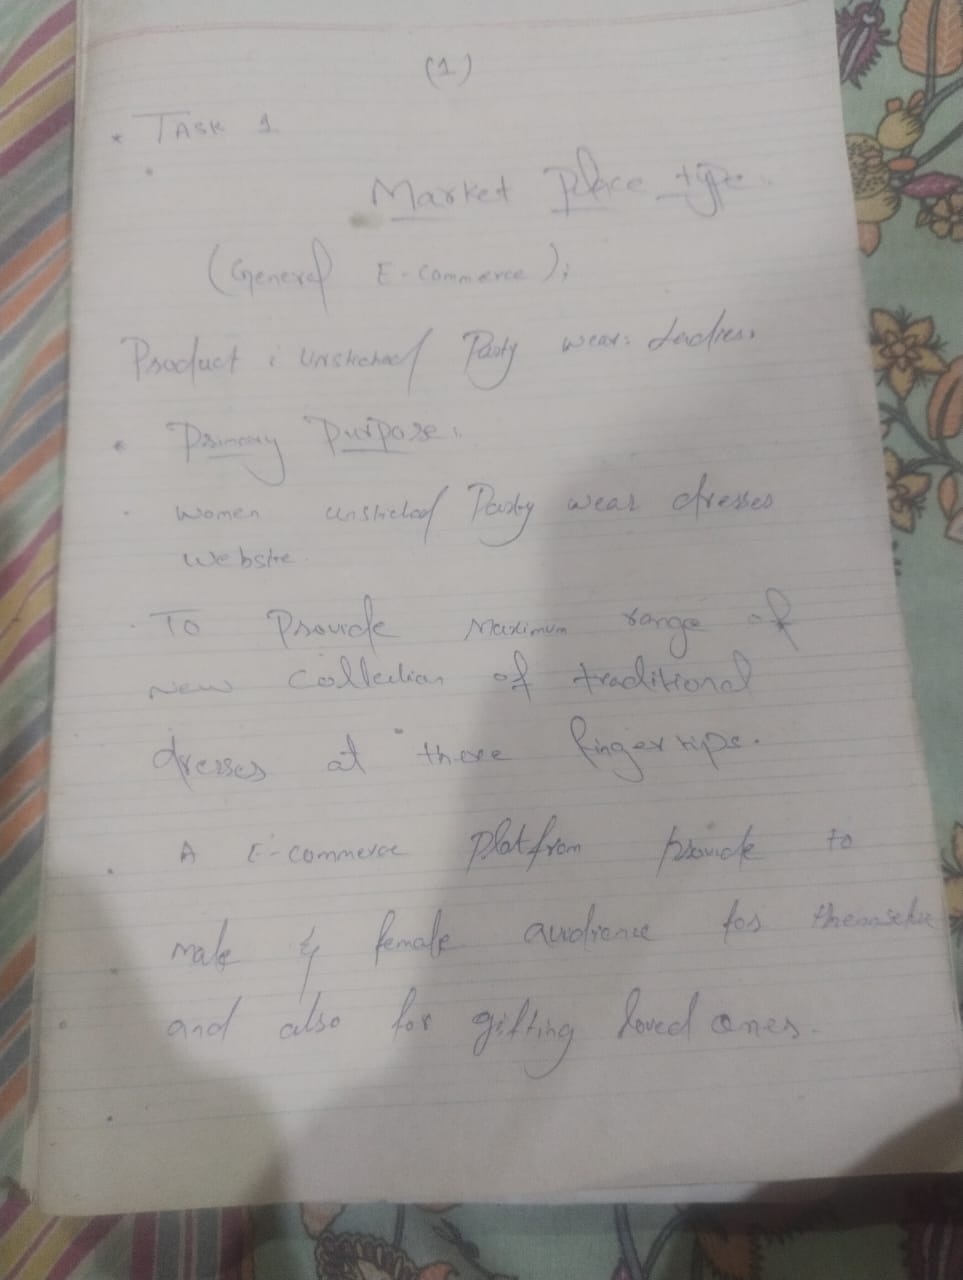 (1)
* TASK 1
Market Place type:
(General E-commerce);
Product : Unstiched Party wear: Ladies.
* Primary Purpose:
· women unstiched Party wear dresses
website.
· To Provide Maximum range of
new Collection of traditional
dresses at there fingertips.
· A E-commerce Platfrom provide to
male & female audience for themselve
and also for gifting loved ones.